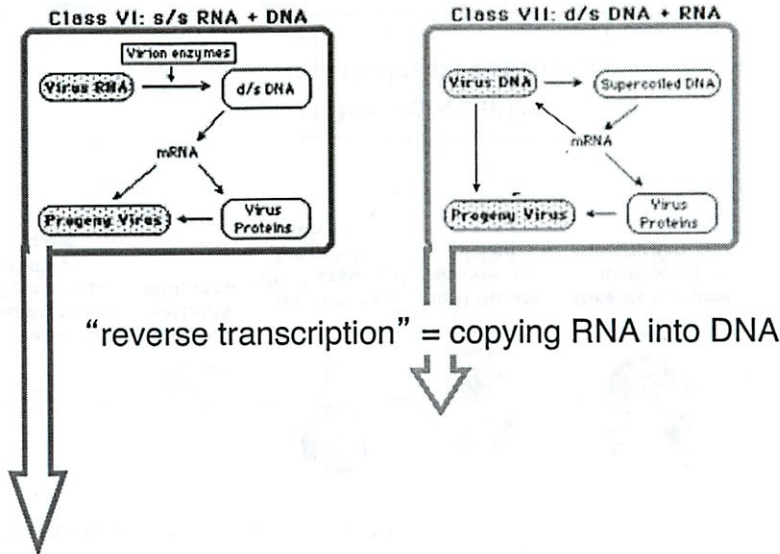 Class VI: s/s RNA + DNA
Virion enzymes
Virus RNA
d/s DNA
mRNA
Progeny Virus
Virus
Proteins
Class VII: d/s DNA + RNA
Virus DNA
Supercoiled DNA
mRNA
Progeny Virus
Virus
Proteins
“reverse transcription” = copying RNA into DNA